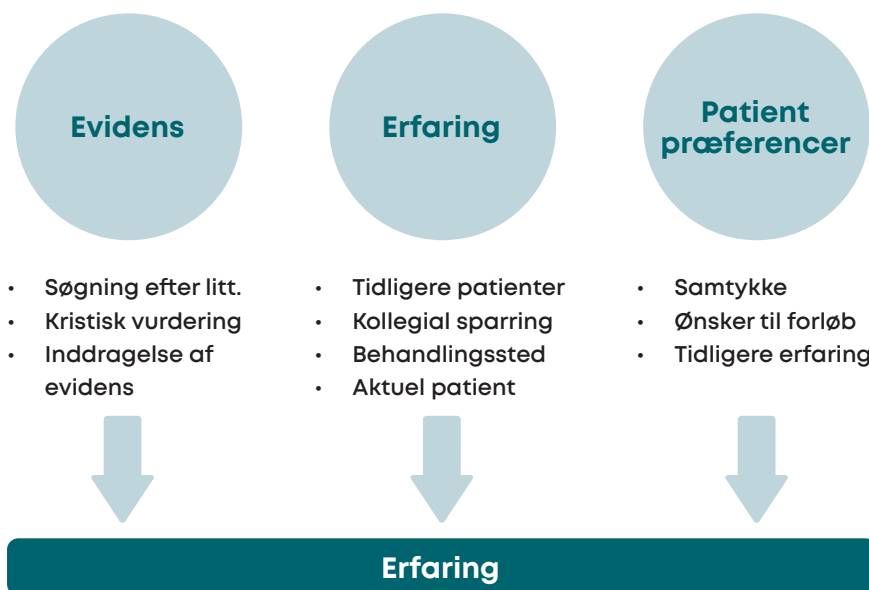 Evidens
Erfaring
Patient
præferencer
• Søgning efter litt.
• Kristisk vurdering
• Inddragelse af
evidens
• Tidligere patienter
• Kollegial sparring
• Behandlingssted
• Aktuel patient
• Samtykke
• Ønsker til forløb
• Tidligere erfaring
Erfaring